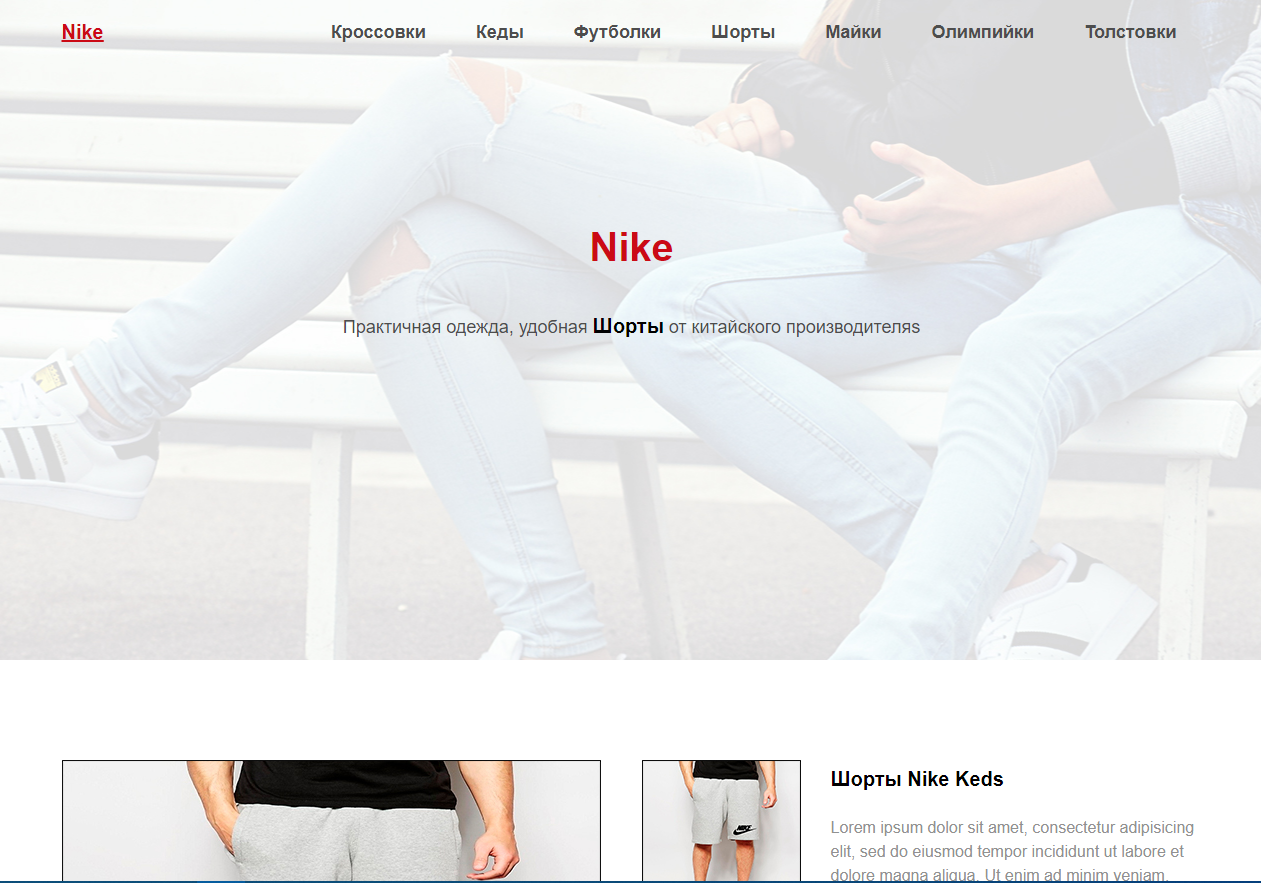 Nike Кроссовки Кеды Футболки Шорты Майки Олимпийки Толстовки
Nike
Практичная одежда, удобная Шорты от китайского производителяs
Шорты Nike Keds
Lorem ipsum dolor sit amet, consectetur adipisicing
elit, sed do eiusmod tempor incididunt ut labore et
dolore magna aliqua. Ut enim ad minim veniam,
NIKE